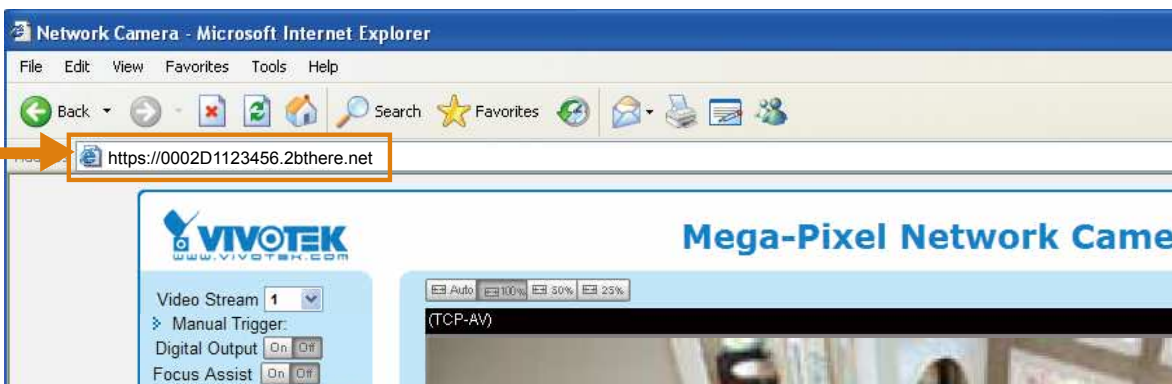 Network Camera - Microsoft Internet Explorer
File Edit View Favorites Tools Help
Back Search Favorites
https://0002D1123456.2bthere.net
VIVOTEK
www.vivotek.com
Mega-Pixel Network Came
Video Stream 1
Auto 100% 50% 25%
Manual Trigger:
(TCP-AV)
Digital Output On Off
Focus Assist On Off